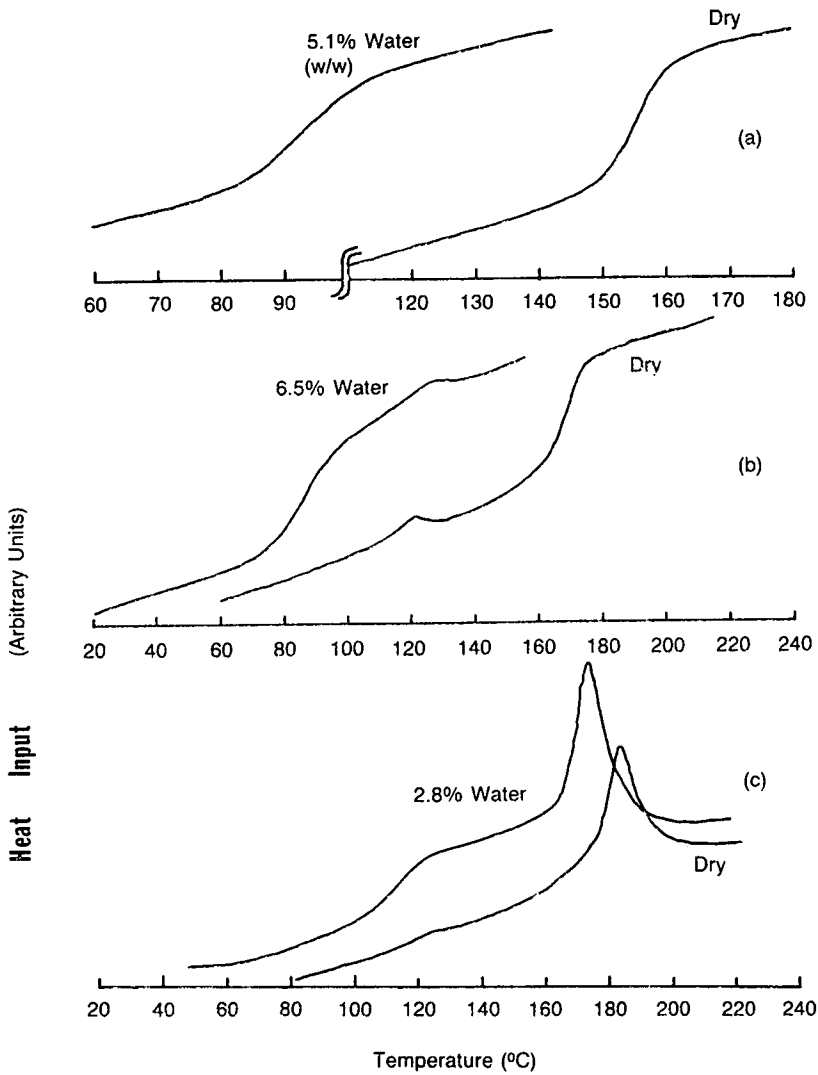 5.1% Water
(w/w)
Dry
(a)
60 70 80 90 120 130 140 150 160 170 180
6.5% Water
Dry
(b)
20 40 60 80 100 120 140 160 180 200 220 240
2.8% Water
(c)
Dry
20 40 60 80 100 120 140 160 180 200 220 240
Temperature (ºC)
Heat Input (Arbitrary Units)